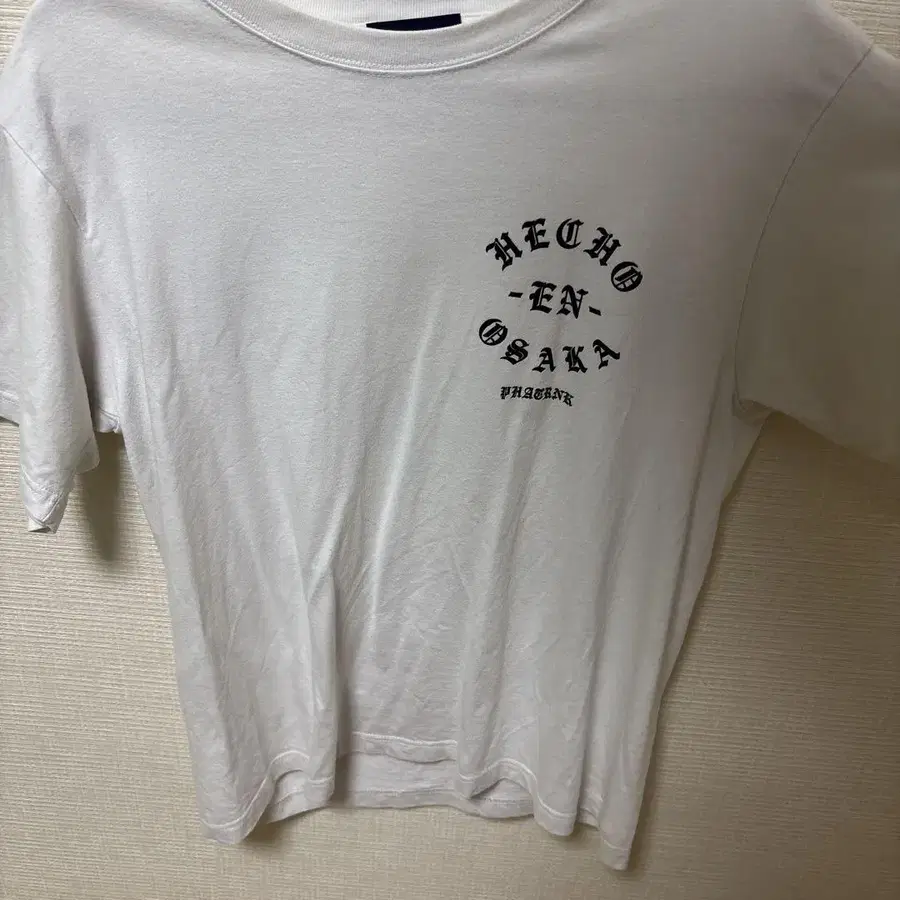 HECHO
-EN-
OSAKA
PHATRNK